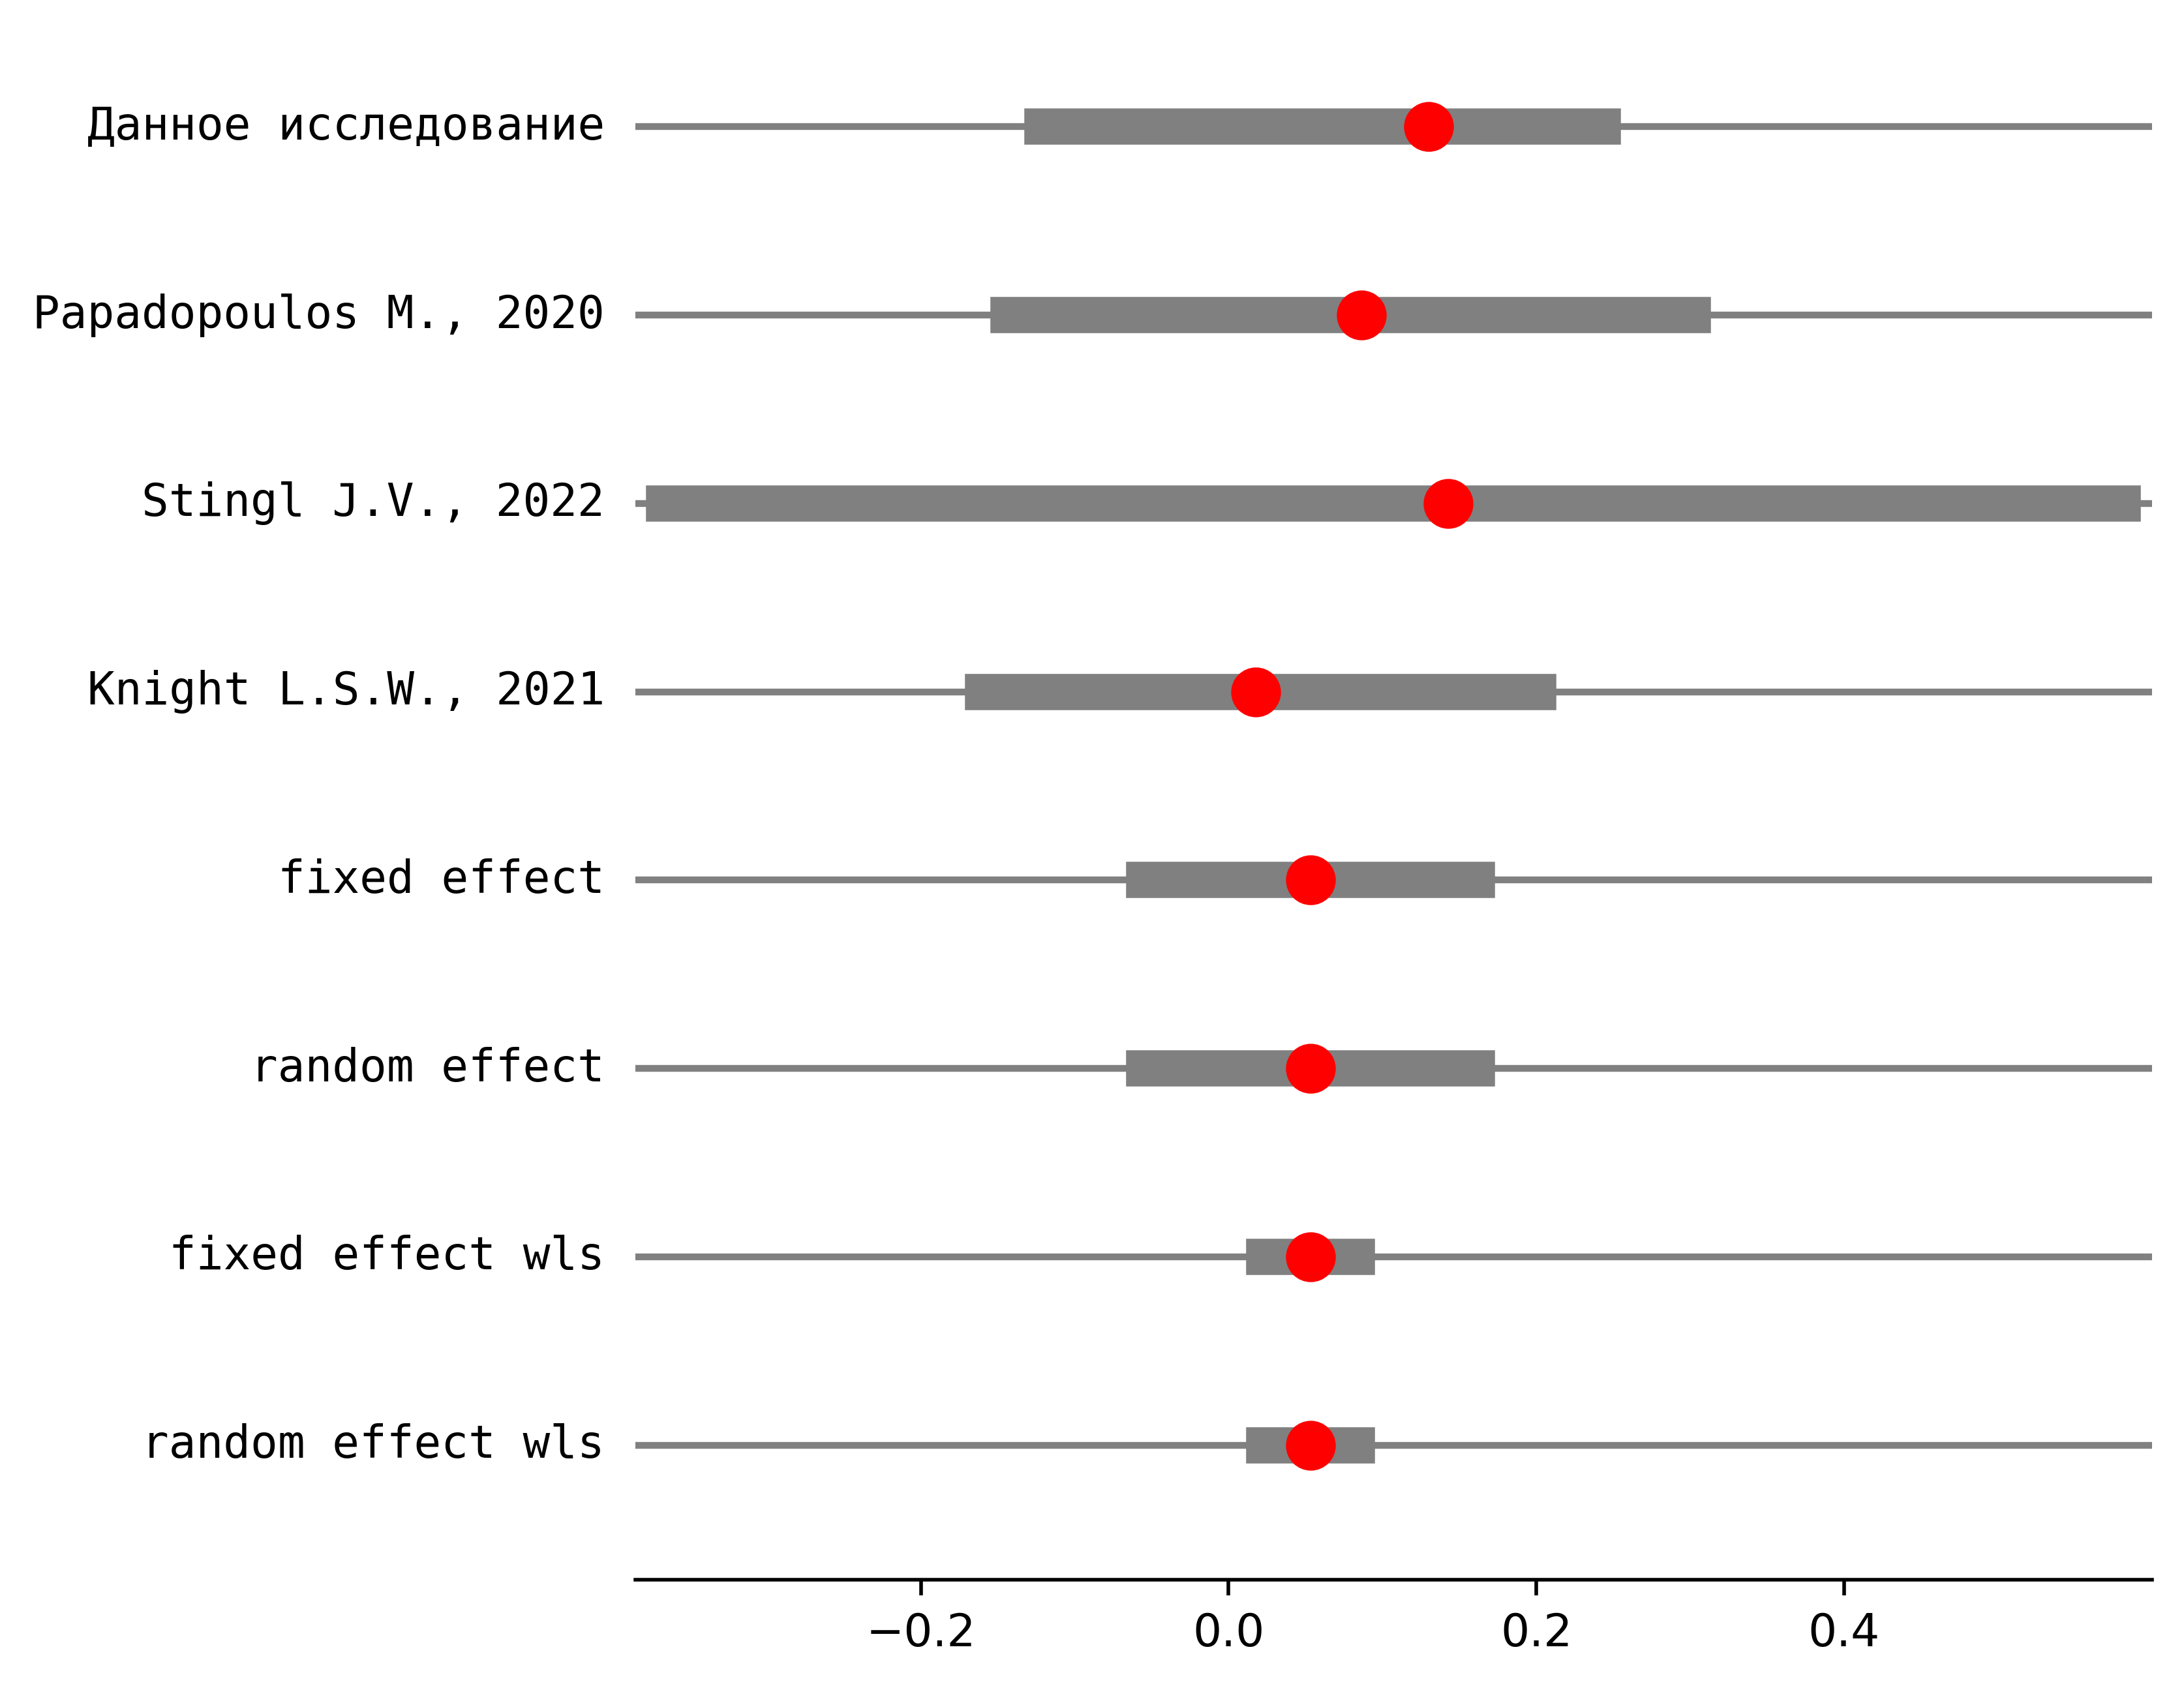 Данное исследование
Papadopoulos M., 2020
Stingl J.V., 2022
Knight L.S.W., 2021
fixed effect
random effect
fixed effect wls
random effect wls
−0.2 0.0 0.2 0.4